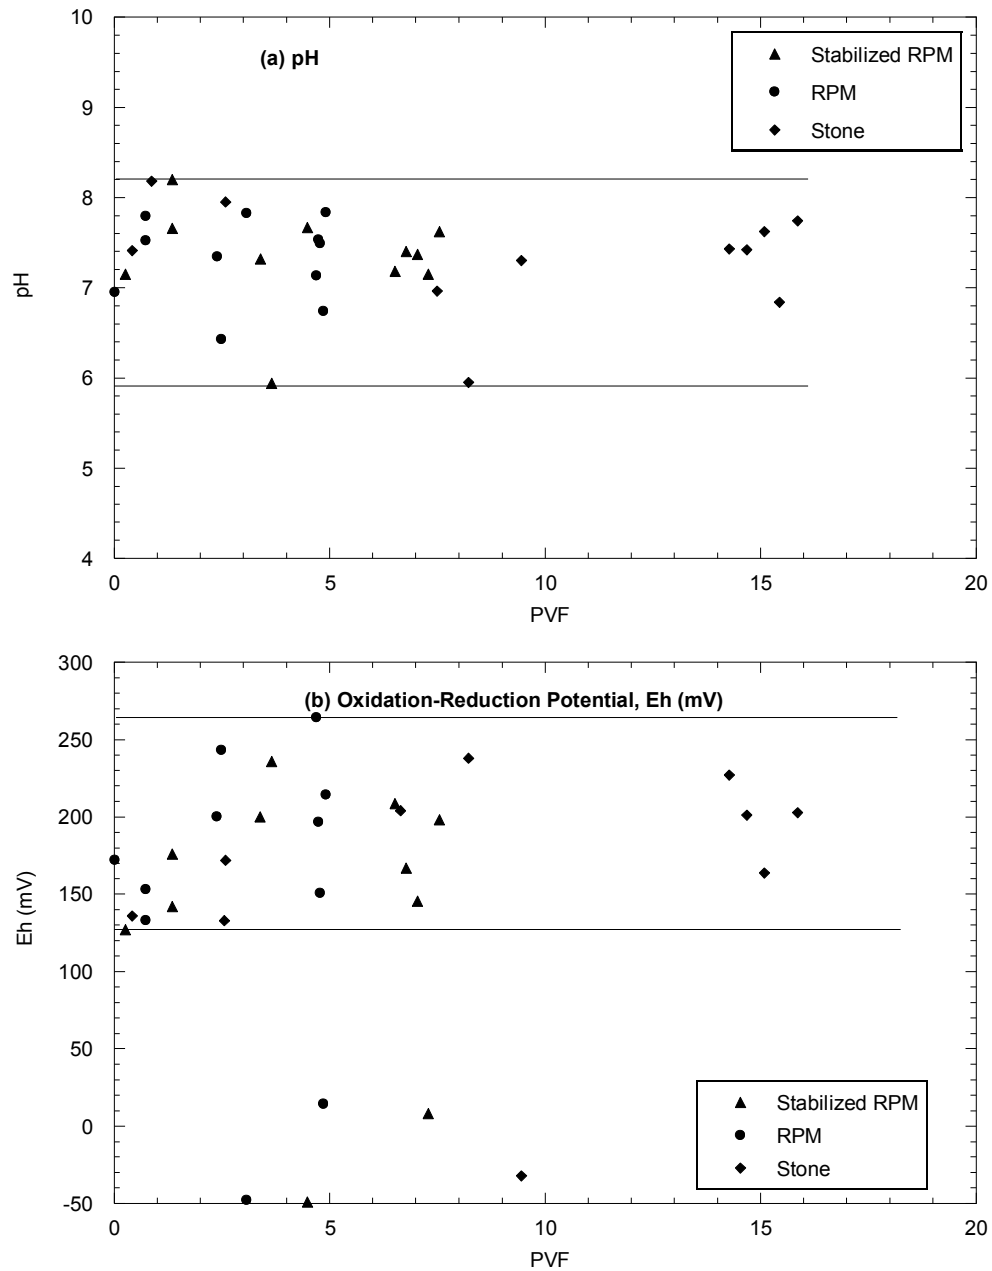 10
(a) pH
Stabilized RPM
9
RPM
Stone
8
7
pH
6
5
4
0
5
10
15
20
PVF
300
(b) Oxidation-Reduction Potential, Eh (mV)
250
200
150
Eh (mV)
100
50
Stabilized RPM
0
RPM
Stone
-50
0
5
10
15
20
PVF